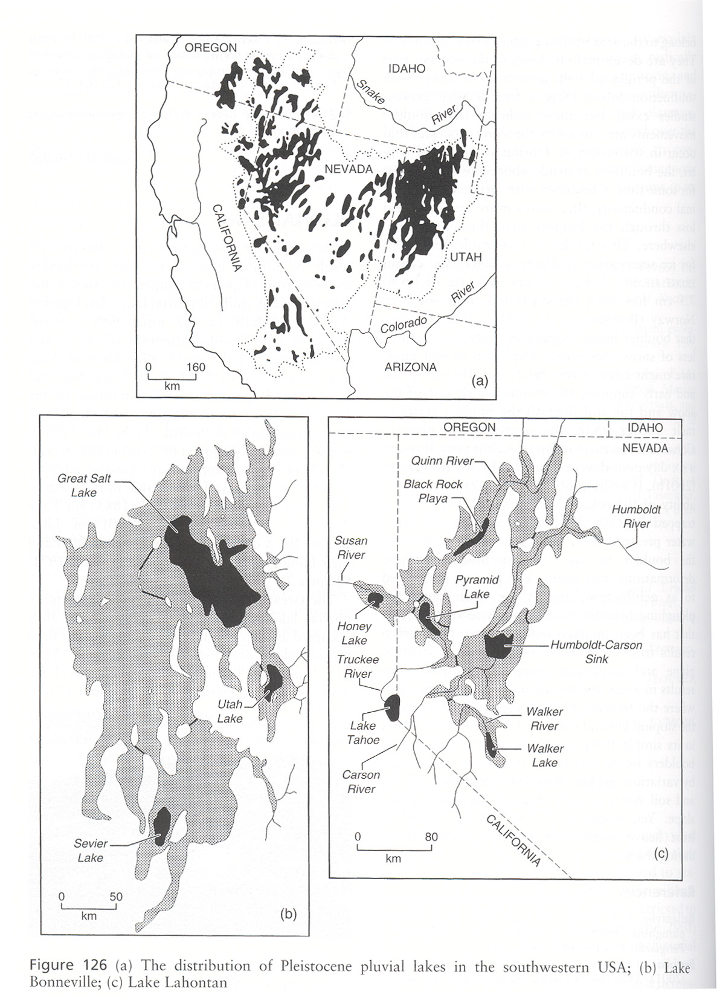 OREGON
IDAHO
Snake
River
NEVADA
CALIFORNIA
UTAH
River
Colorado
ARIZONA
0 160
km
(a)
Great Salt
Lake
Utah
Lake
Sevier
Lake
0 50
km
(b)
OREGON
IDAHO
NEVADA
Quinn River
Black Rock
Playa
Humboldt
River
Susan
River
Pyramid
Lake
Honey
Lake
Humboldt-Carson
Sink
Truckee
River
Lake
Tahoe
Walker
River
Walker
Lake
Carson
River
CALIFORNIA
0 80
km
(c)
Figure 126 (a) The distribution of Pleistocene pluvial lakes in the southwestern USA; (b) Lake
Bonneville; (c) Lake Lahontan